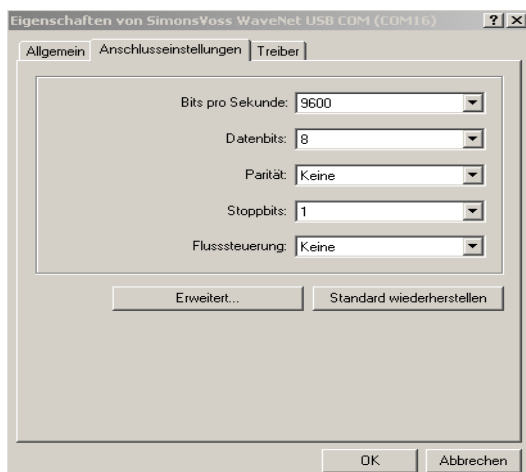 Eigenschaften von SimonsVoss WaveNet USB COM (COM16)
Allgemein Anschlusseinstellungen Treiber
Bits pro Sekunde: 9600
Datenbits: 8
Parität: Keine
Stoppbits: 1
Flusssteuerung: Keine
Erweitert... Standard wiederherstellen
OK Abbrechen